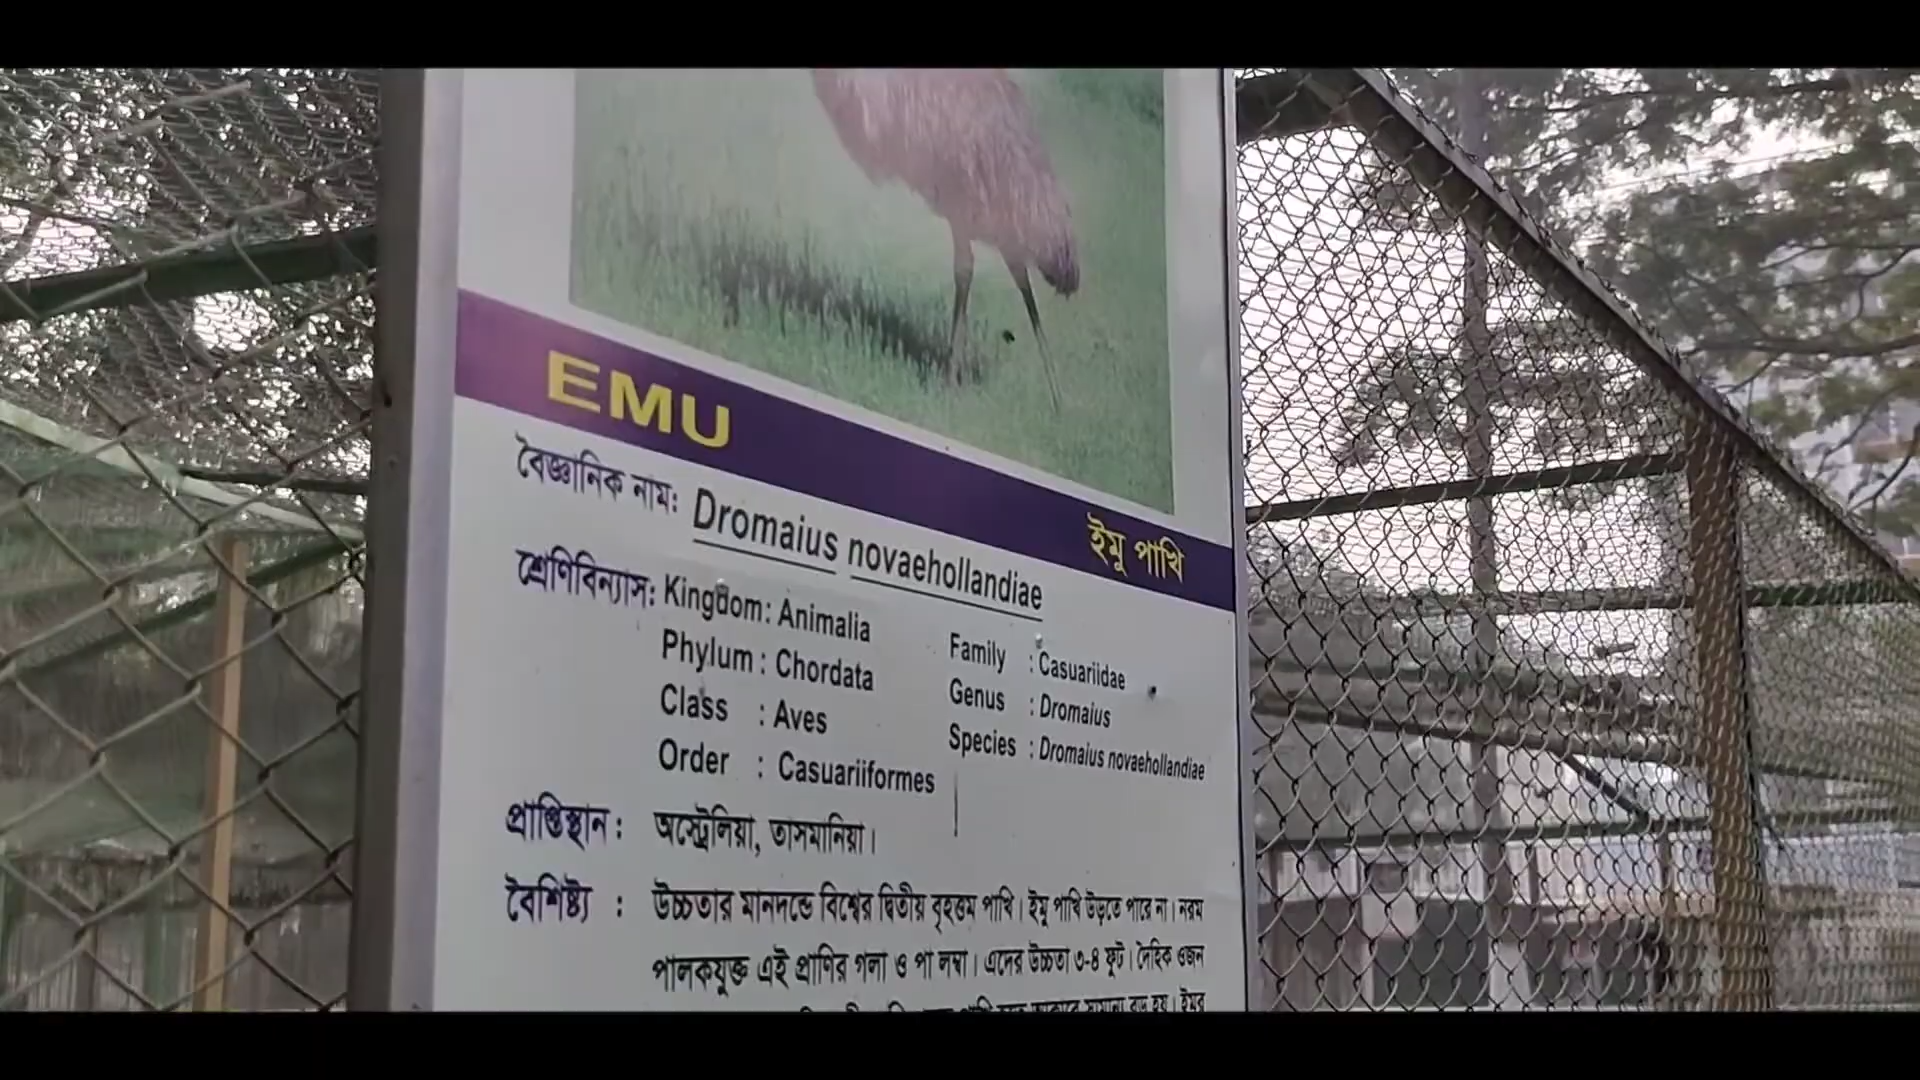 EMU
ইমু পাখি
বৈজ্ঞানিক নাম: Dromaius novaehollandiae
শ্রেণিবিন্যাস: Kingdom: Animalia
Phylum : Chordata
Class : Aves
Order : Casuariiformes
Family : Casuariidae
Genus : Dromaius
Species : Dromaius novaehollandiae
প্রাপ্তিস্থান : অস্ট্রেলিয়া, তাসমানিয়া।
বৈশিষ্ট্য : উচ্চতার মানদন্ডে বিশ্বের দ্বিতীয় বৃহত্তম পাখি। ইমু পাখি উড়তে পারে না। নরম
পালকযুক্ত এই প্রাণির গলা ও পা লম্বা। এদের উচ্চতা ৩-৪ ফুট। দৈহিক ওজন